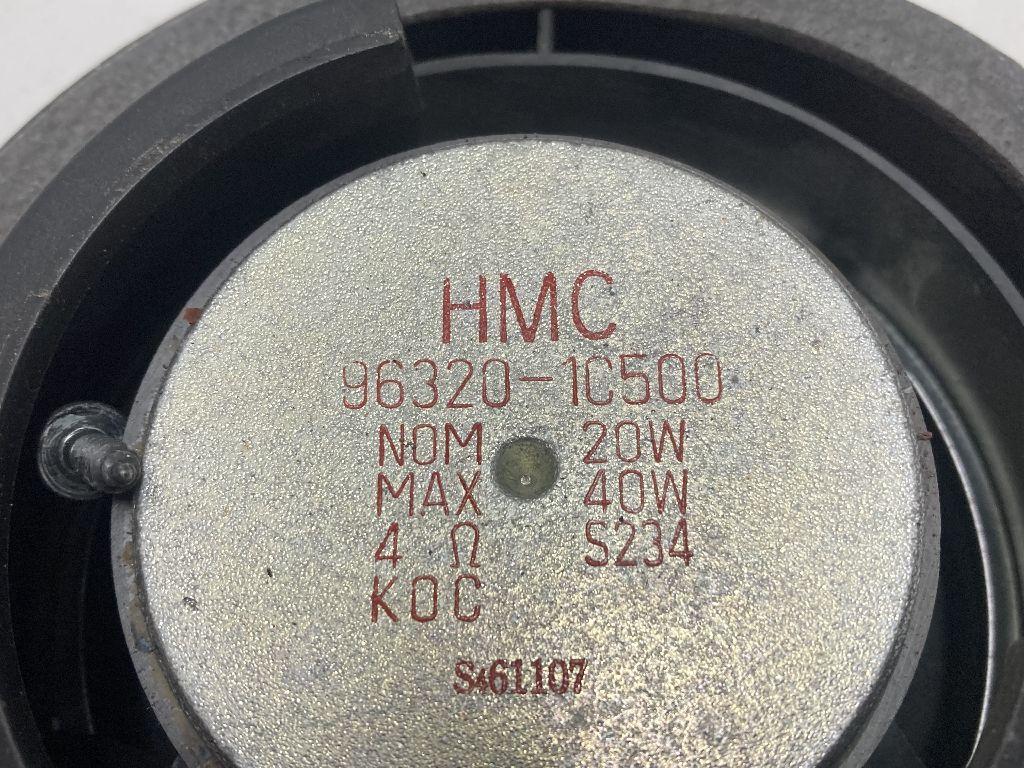 HMC
96320-1C500
NOM 20W
MAX 40W
4 Ω S234
KOC
S461107